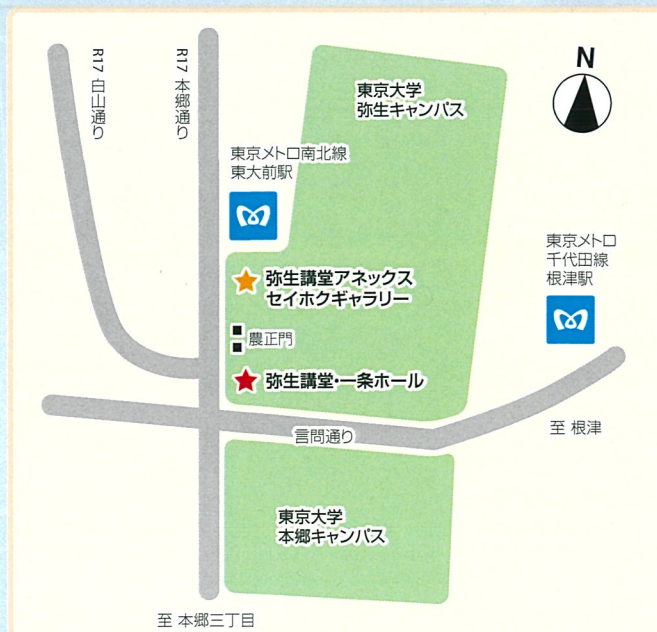 R17 白山通り
R17 本郷通り
東京大学
弥生キャンパス
N
東京メトロ南北線
東大前駅
東京メトロ
千代田線
根津駅
弥生講堂アネックス
セイホクギャラリー
農正門
弥生講堂・一条ホール
言問通り
至 根津
東京大学
本郷キャンパス
至 本郷三丁目